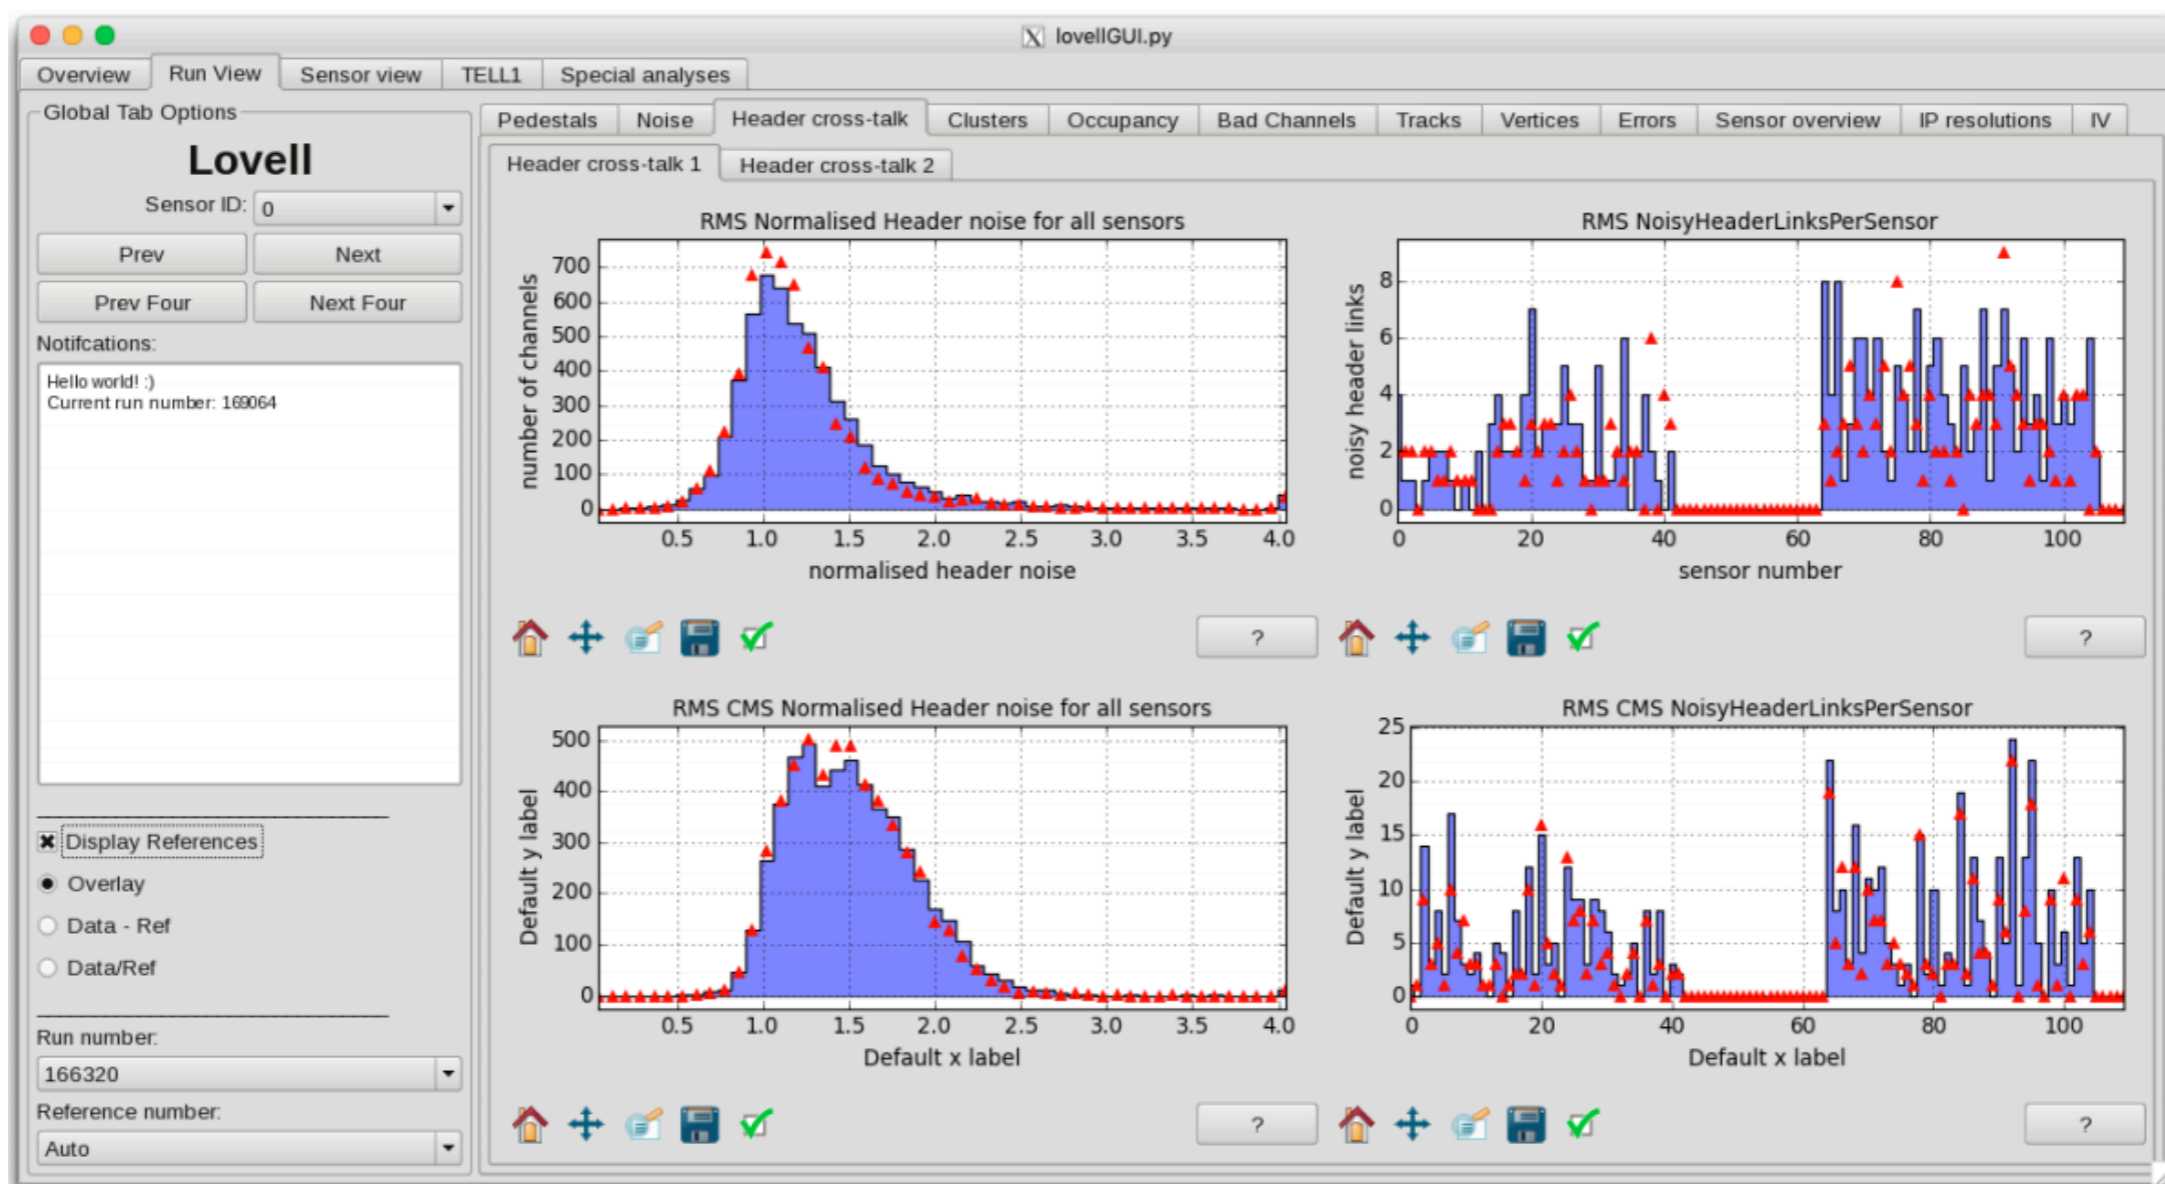 lovellGUI.py
Overview Run View Sensor view TELL1 Special analyses
Global Tab Options
Lovell
Sensor ID: 0
Prev Next
Prev Four Next Four
Notifcations:
Hello world! :)
Current run number: 169064
Display References
Overlay
Data - Ref
Data/Ref
Run number:
166320
Reference number:
Auto
Pedestals Noise Header cross-talk Clusters Occupancy Bad Channels Tracks Vertices Errors Sensor overview IP resolutions IV
Header cross-talk 1 Header cross-talk 2
RMS Normalised Header noise for all sensors
number of channels
700
600
500
400
300
200
100
0
0.5 1.0 1.5 2.0 2.5 3.0 3.5 4.0
normalised header noise
?
RMS NoisyHeaderLinksPerSensor
noisy header links
8
6
4
2
0
0 20 40 60 80 100
sensor number
?
RMS CMS Normalised Header noise for all sensors
Default y label
500
400
300
200
100
0
0.5 1.0 1.5 2.0 2.5 3.0 3.5 4.0
Default x label
?
RMS CMS NoisyHeaderLinksPerSensor
Default y label
25
20
15
10
5
0
0 20 40 60 80 100
Default x label
?